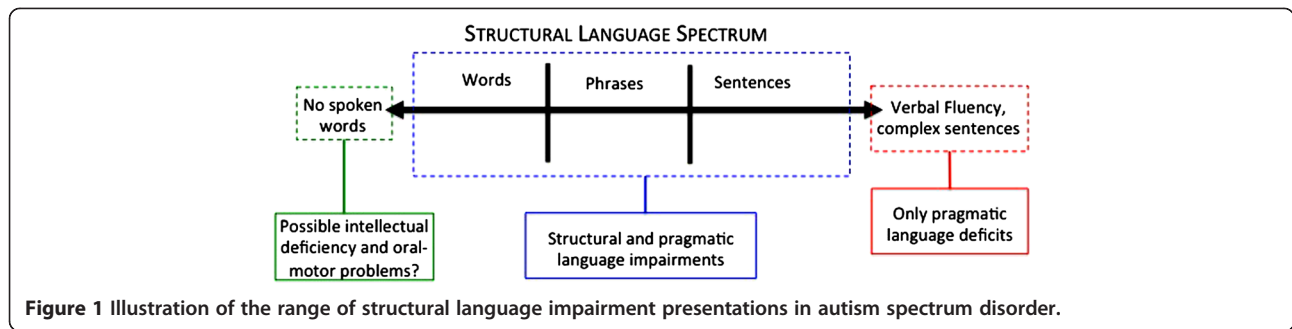 STRUCTURAL LANGUAGE SPECTRUM
Words
Phrases
Sentences
No spoken
words
Verbal Fluency,
complex sentences
Possible intellectual
deficiency and oral-
motor problems?
Structural and pragmatic
language impairments
Only pragmatic
language deficits
Figure 1 Illustration of the range of structural language impairment presentations in autism spectrum disorder.